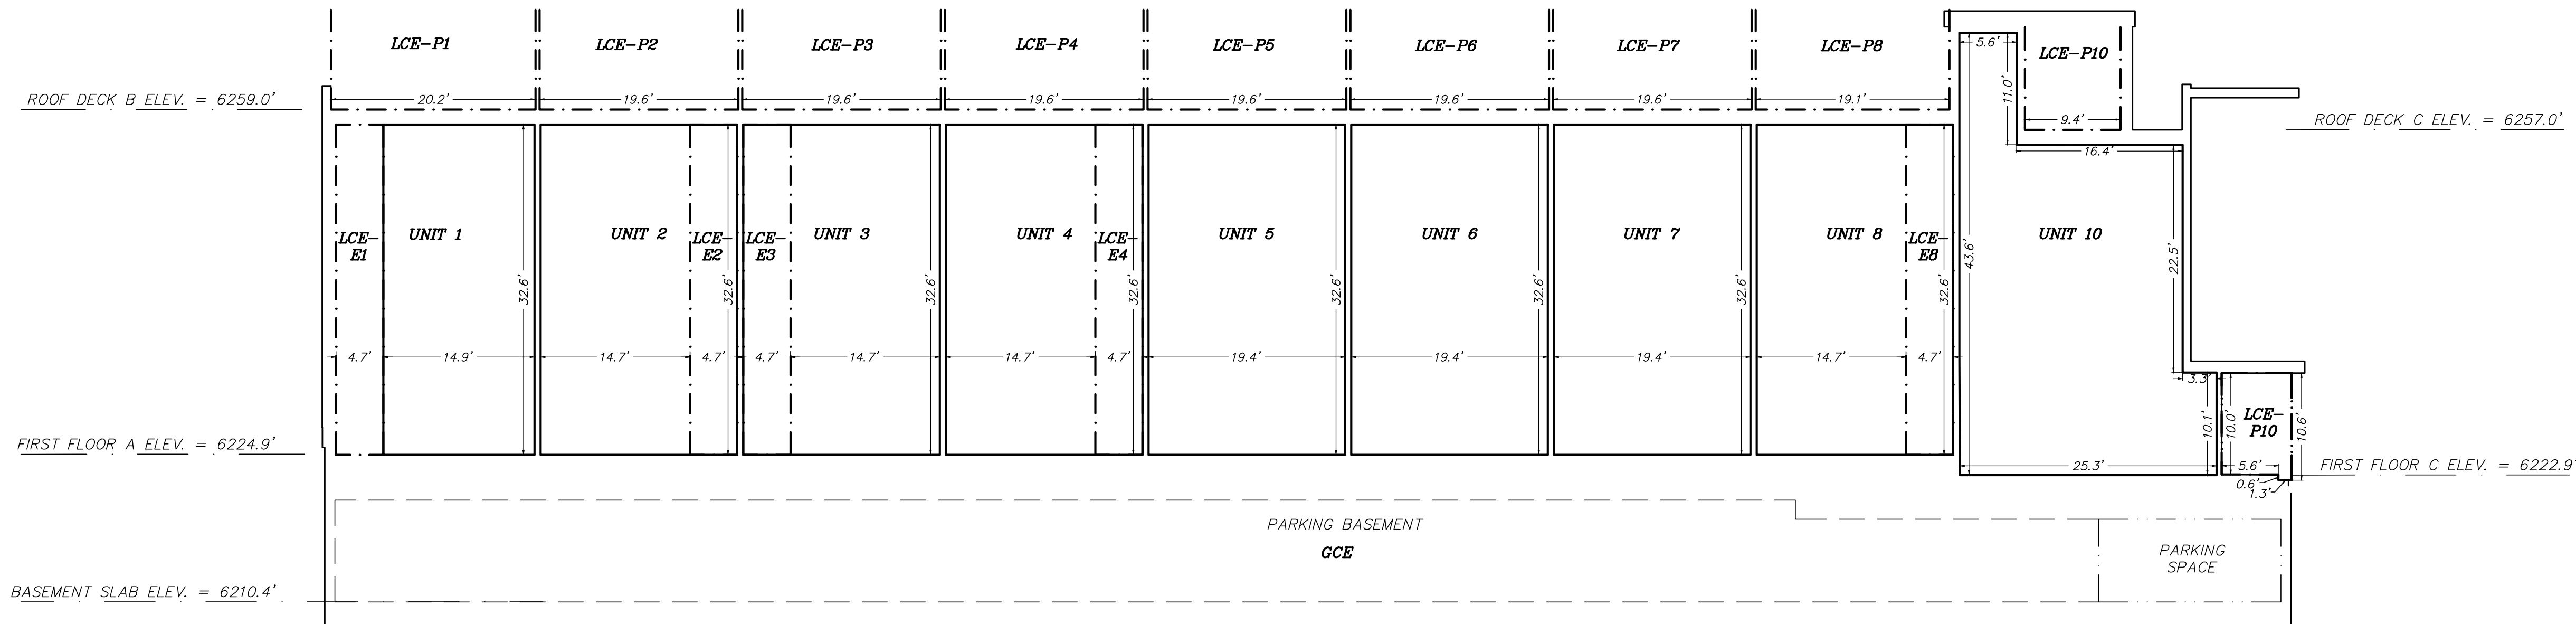 LCE-P1
LCE-P2
LCE-P3
LCE-P4
LCE-P5
LCE-P6
LCE-P7
LCE-P8
5.6'
LCE-P10
11.0'
ROOF DECK B ELEV. = 6259.0'
20.2'
19.6'
19.6'
19.6'
19.6'
19.6'
19.6'
19.1'
9.4'
ROOF DECK C ELEV. = 6257.0'
16.4'
LCE-
E1
UNIT 1
32.6'
UNIT 2
LCE-
E2
32.6'
LCE-
E3
UNIT 3
32.6'
UNIT 4
LCE-
E4
32.6'
UNIT 5
32.6'
UNIT 6
32.6'
UNIT 7
32.6'
UNIT 8
LCE-
E8
32.6'
43.6'
UNIT 10
22.5'
4.7'
14.9'
14.7'
4.7'
4.7'
14.7'
14.7'
4.7'
19.4'
19.4'
19.4'
14.7'
4.7'
3.3'
10.1'
10.0'
LCE-
P10
10.6'
FIRST FLOOR A ELEV. = 6224.9'
25.3'
5.6'
FIRST FLOOR C ELEV. = 6222.9'
0.6'
1.3'
PARKING BASEMENT
GCE
PARKING
SPACE
BASEMENT SLAB ELEV. = 6210.4'